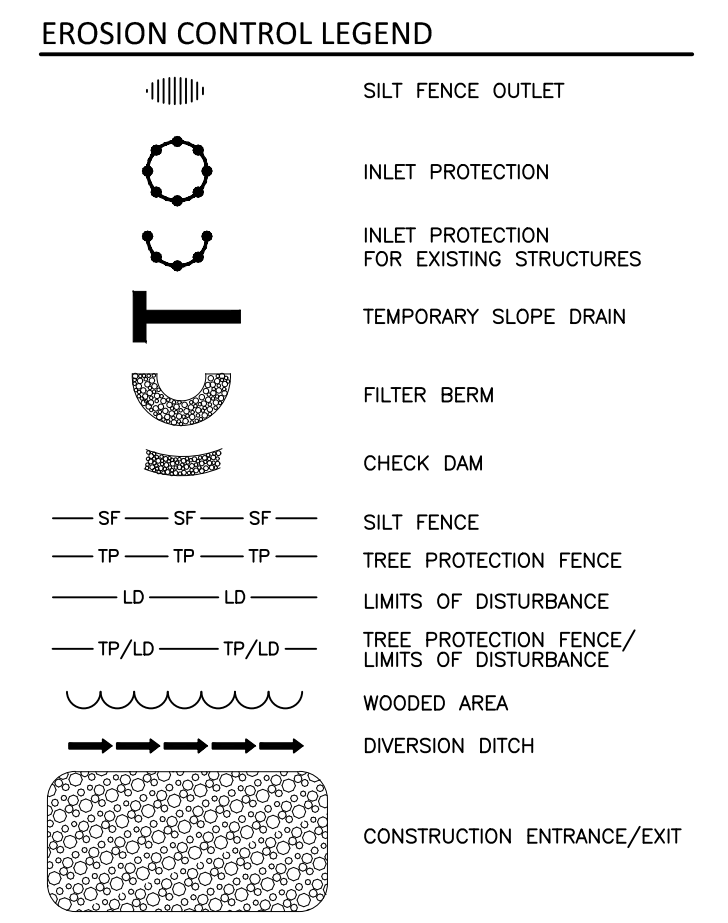 EROSION CONTROL LEGEND
SILT FENCE OUTLET
INLET PROTECTION
INLET PROTECTION
FOR EXISTING STRUCTURES
TEMPORARY SLOPE DRAIN
FILTER BERM
CHECK DAM
SF SF SF SILT FENCE
TP TP TP TREE PROTECTION FENCE
LD LD LIMITS OF DISTURBANCE
TP/LD TP/LD TREE PROTECTION FENCE/
LIMITS OF DISTURBANCE
WOODED AREA
DIVERSION DITCH
CONSTRUCTION ENTRANCE/EXIT